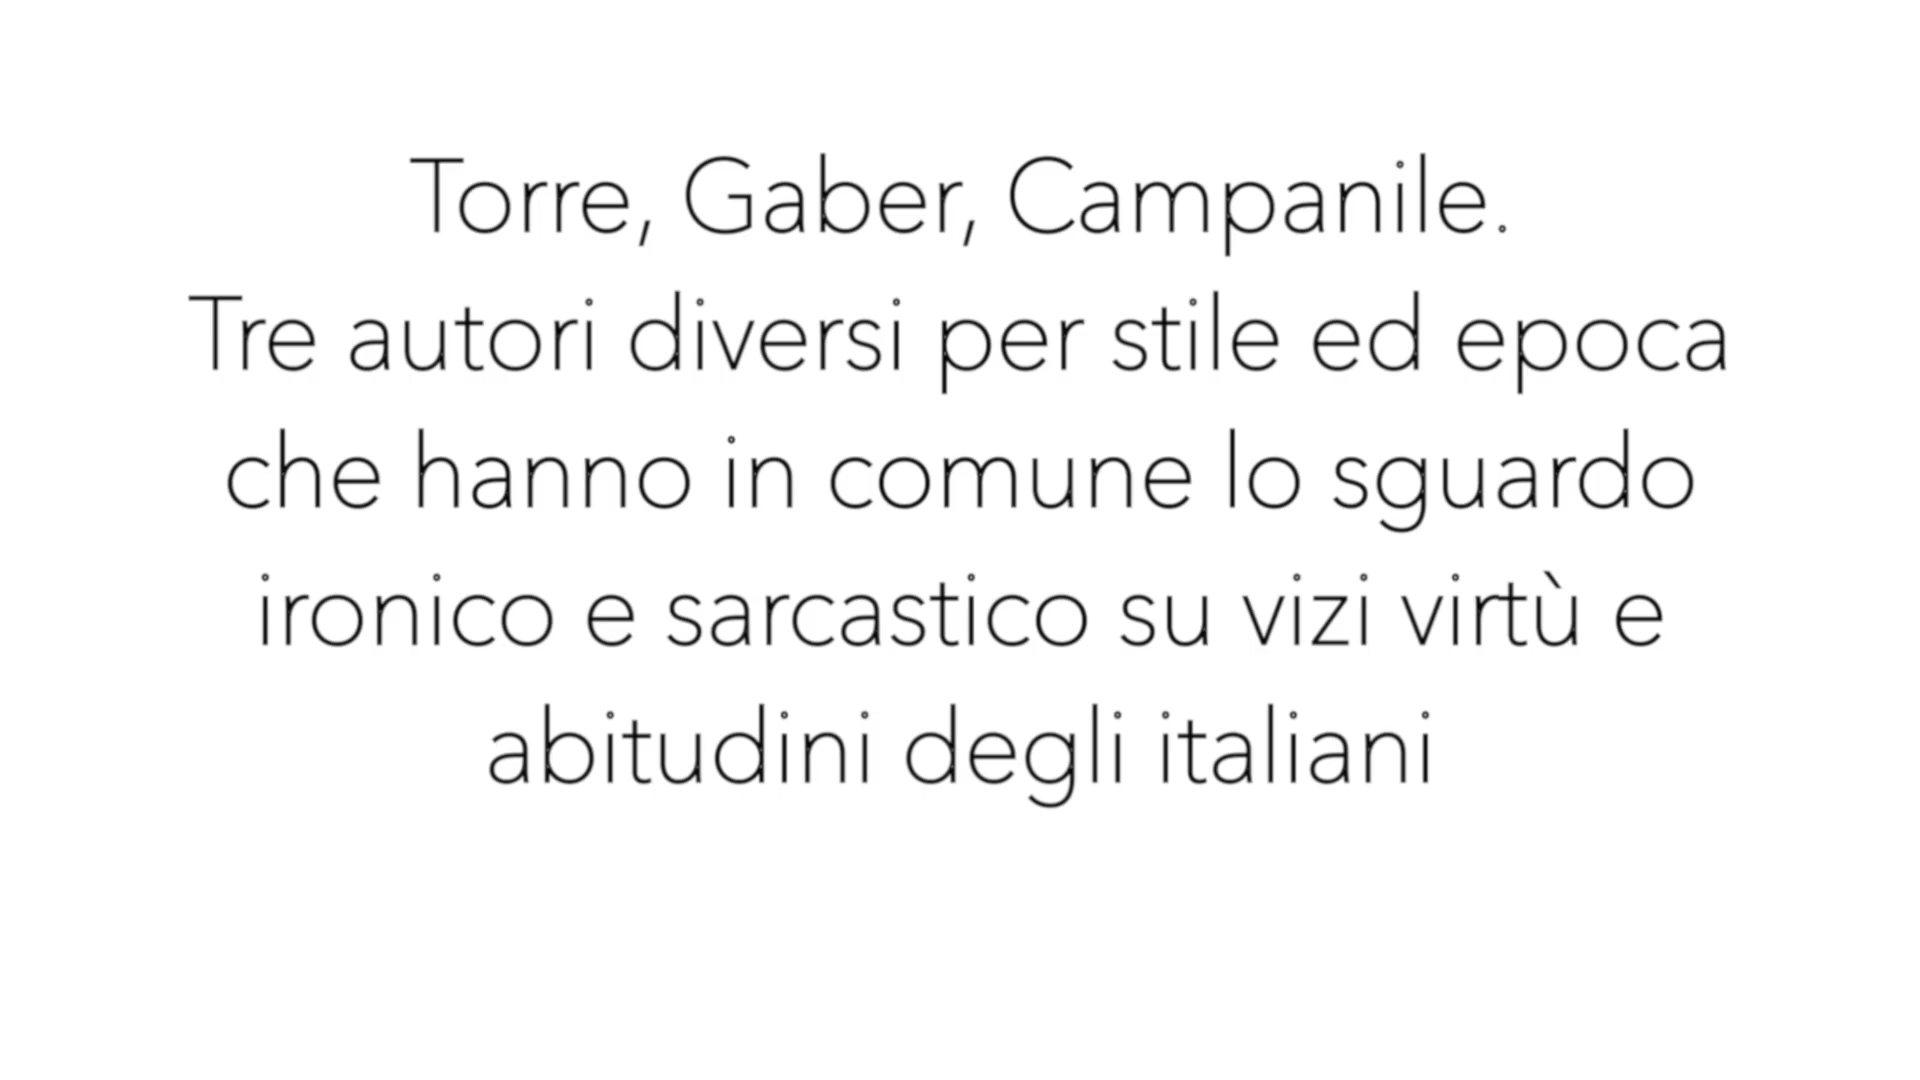 Torre, Gaber, Campanile.
Tre autori diversi per stile ed epoca
che hanno in comune lo sguardo
ironico e sarcastico su vizi virtù e
abitudini degli italiani